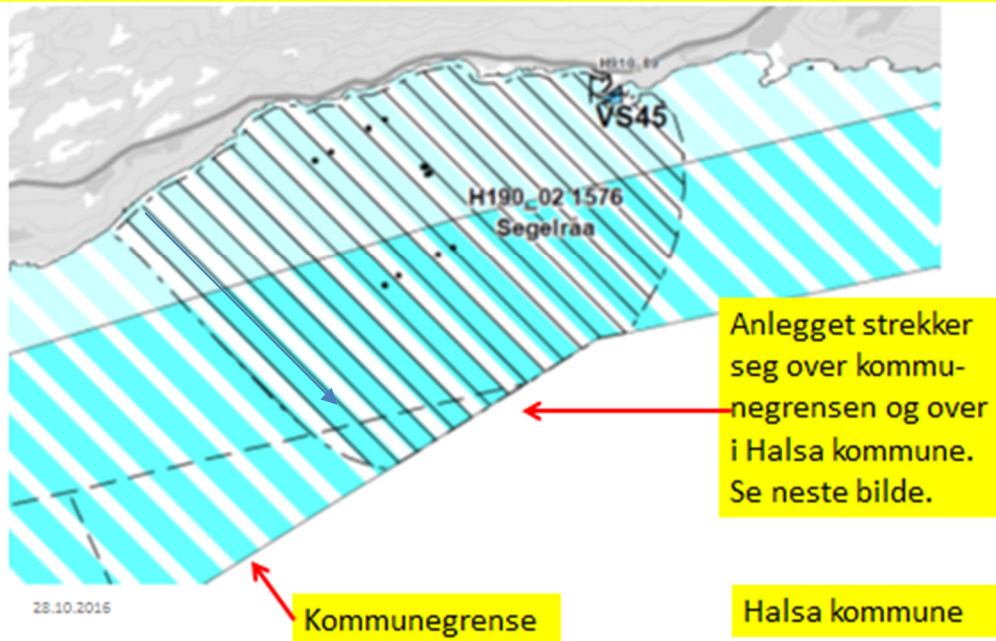 H910_89
VS45
H190_02 1576
Segelråa
Anlegget strekker
seg over kommu-
negrensen og over
i Halsa kommune.
Se neste bilde.
28.10.2016
Kommunegrense
Halsa kommune